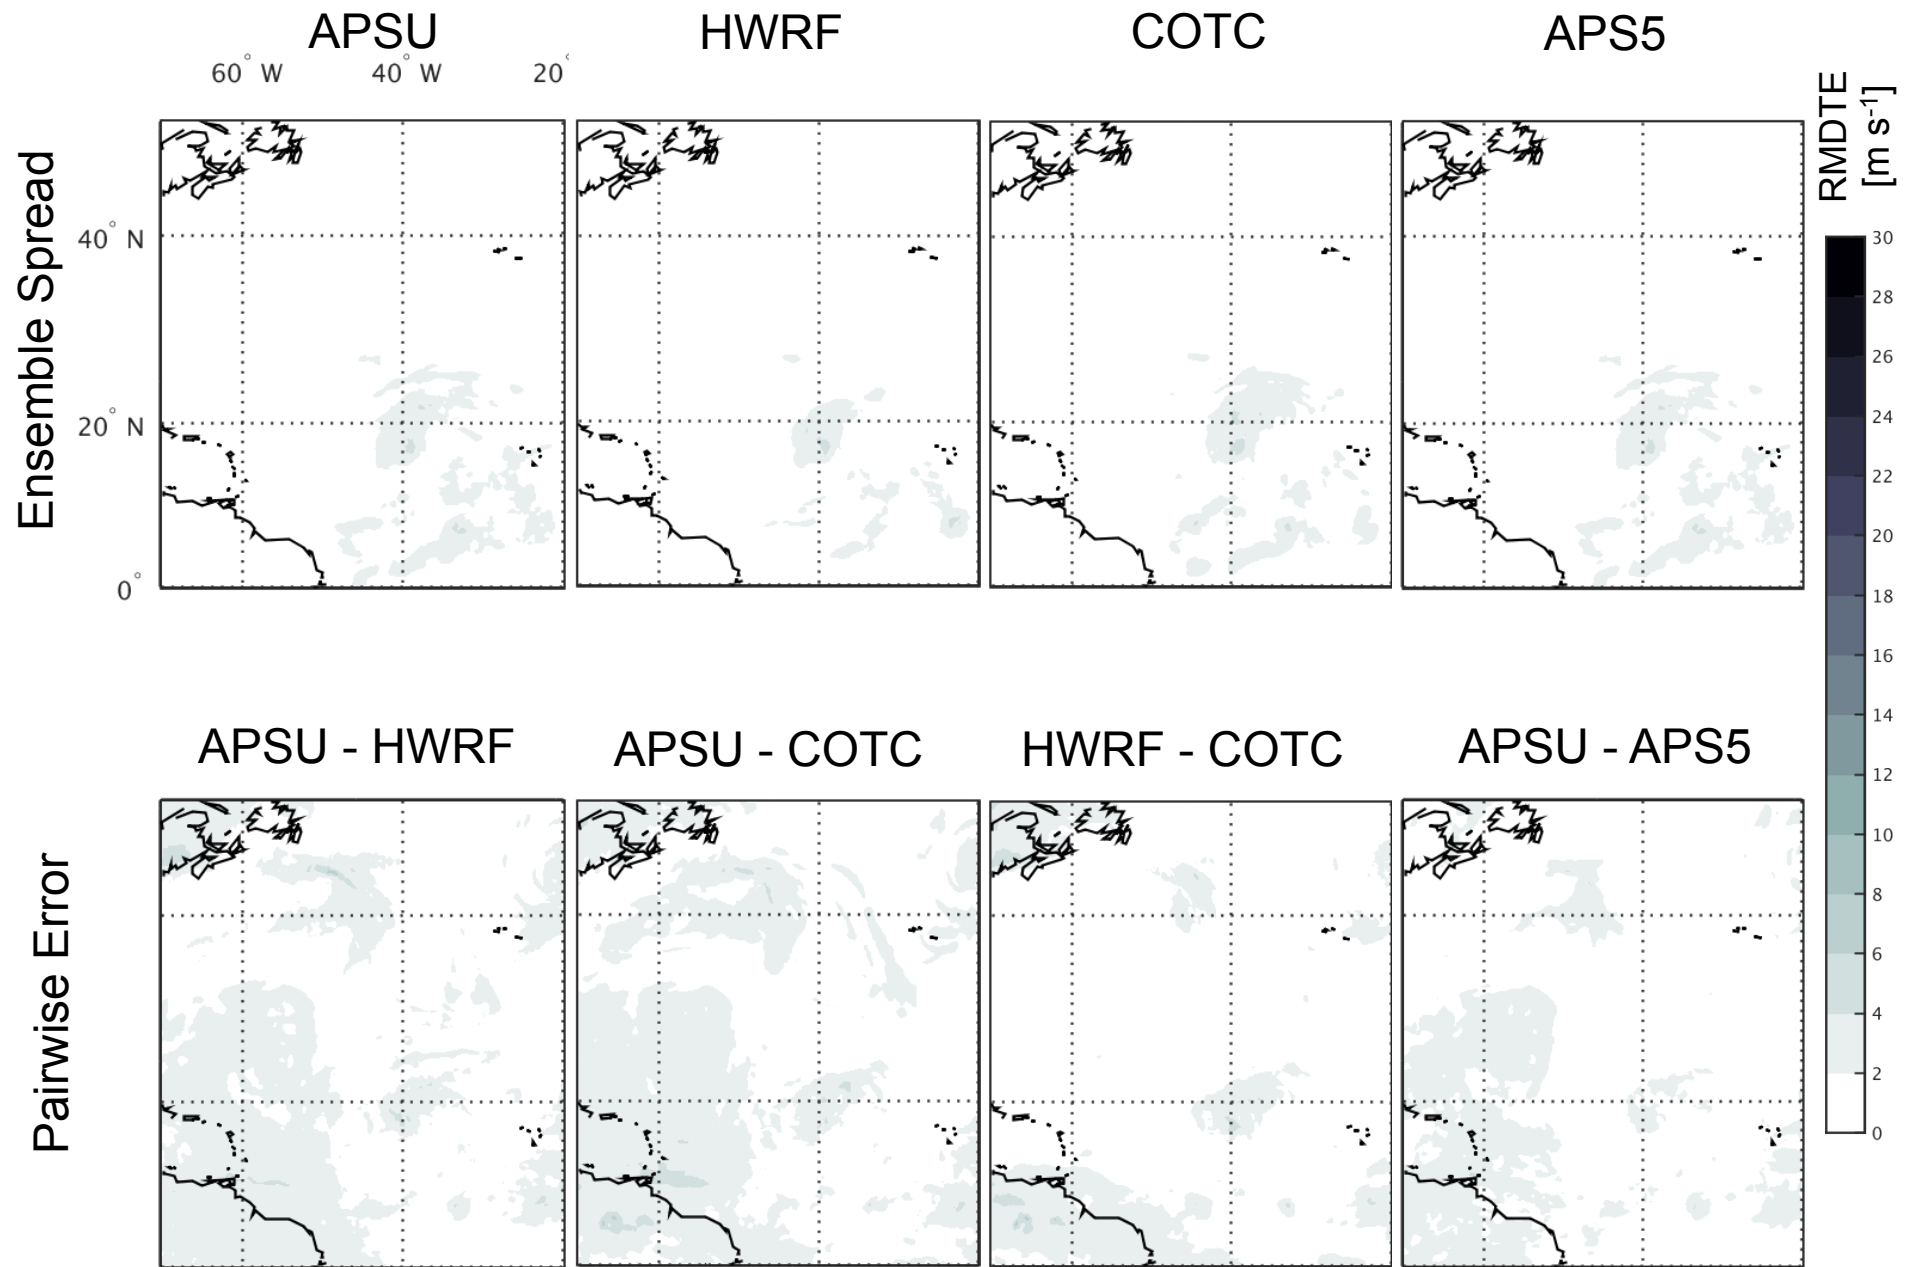 APSU HWRF COTC APS5
60° W 40° W 20°
RMDTE
[m s-1]
Ensemble Spread
40° N
20° N
0°
30
28
26
24
22
20
18
16
14
12
10
8
6
4
2
0
APSU - HWRF APSU - COTC HWRF - COTC APSU - APS5
Pairwise Error